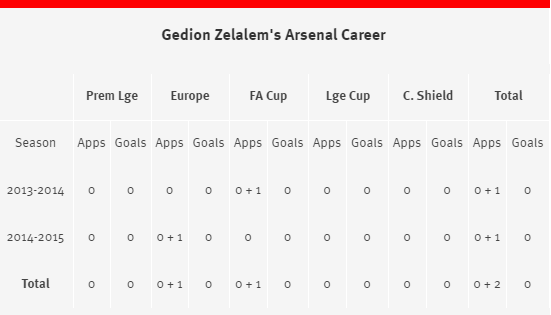 Gedion Zelalem's Arsenal Career
Prem Lge Europe FA Cup Lge Cup C. Shield Total
Season Apps Goals Apps Goals Apps Goals Apps Goals Apps Goals Apps Goals
2013-2014 0 0 0 0 0 + 1 0 0 0 0 0 0 + 1 0
2014-2015 0 0 0 + 1 0 0 0 0 0 0 0 0 + 1 0
Total 0 0 0 + 1 0 0 + 1 0 0 0 0 0 0 + 2 0